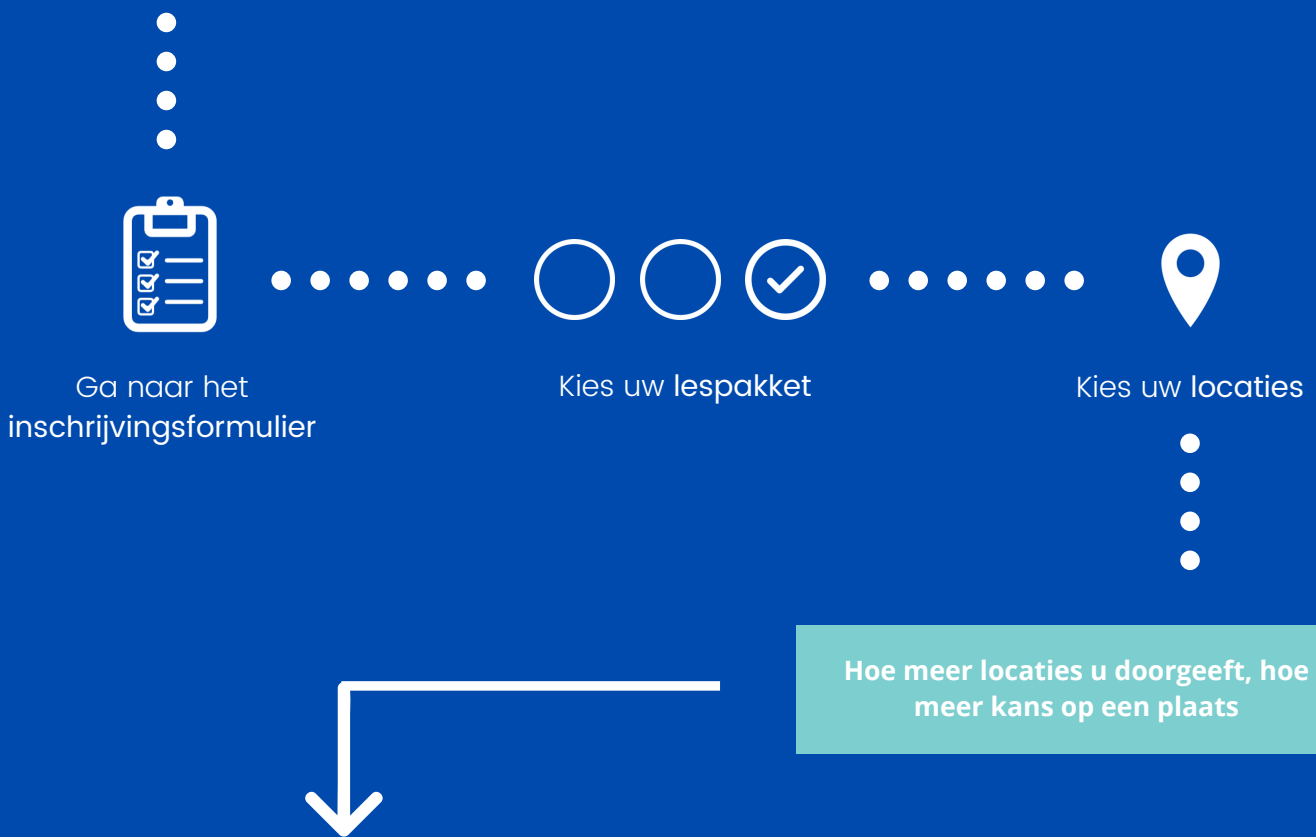 Ga naar het
inschrijvingsformulier
Kies uw lespakket
Kies uw locaties
Hoe meer locaties u doorgeeft, hoe
meer kans op een plaats